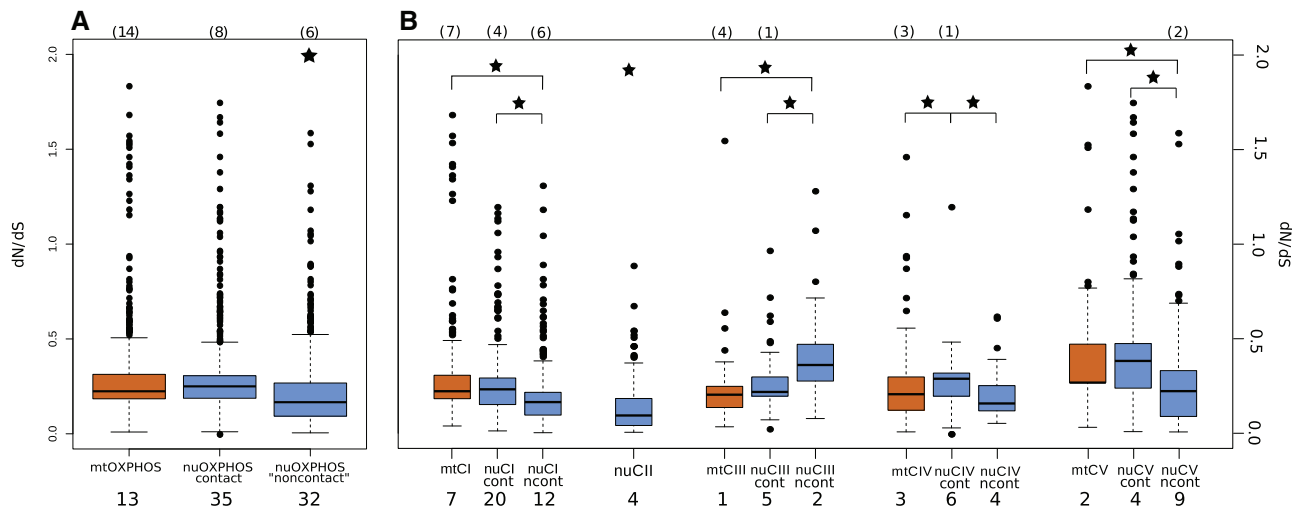 A
B
(14) (8) (6)
(7) (4) (6) (4) (1) (3) (1) (2)
2.0
1.5
1.0
0.5
0.0
dN/dS
2.0
1.5
1.0
0.5
0.0
dN/dS
mtOXPHOS nuOXPHOS nuOXPHOS
contact "noncontact"
13 35 32
mtCI nuCI nuCI nuCII mtCIII nuCIII nuCIII mtCIV nuCIV nuCIV mtCV nuCV nuCV
cont ncont cont ncont cont ncont cont ncont
7 20 12 4 1 5 2 3 6 4 2 4 9